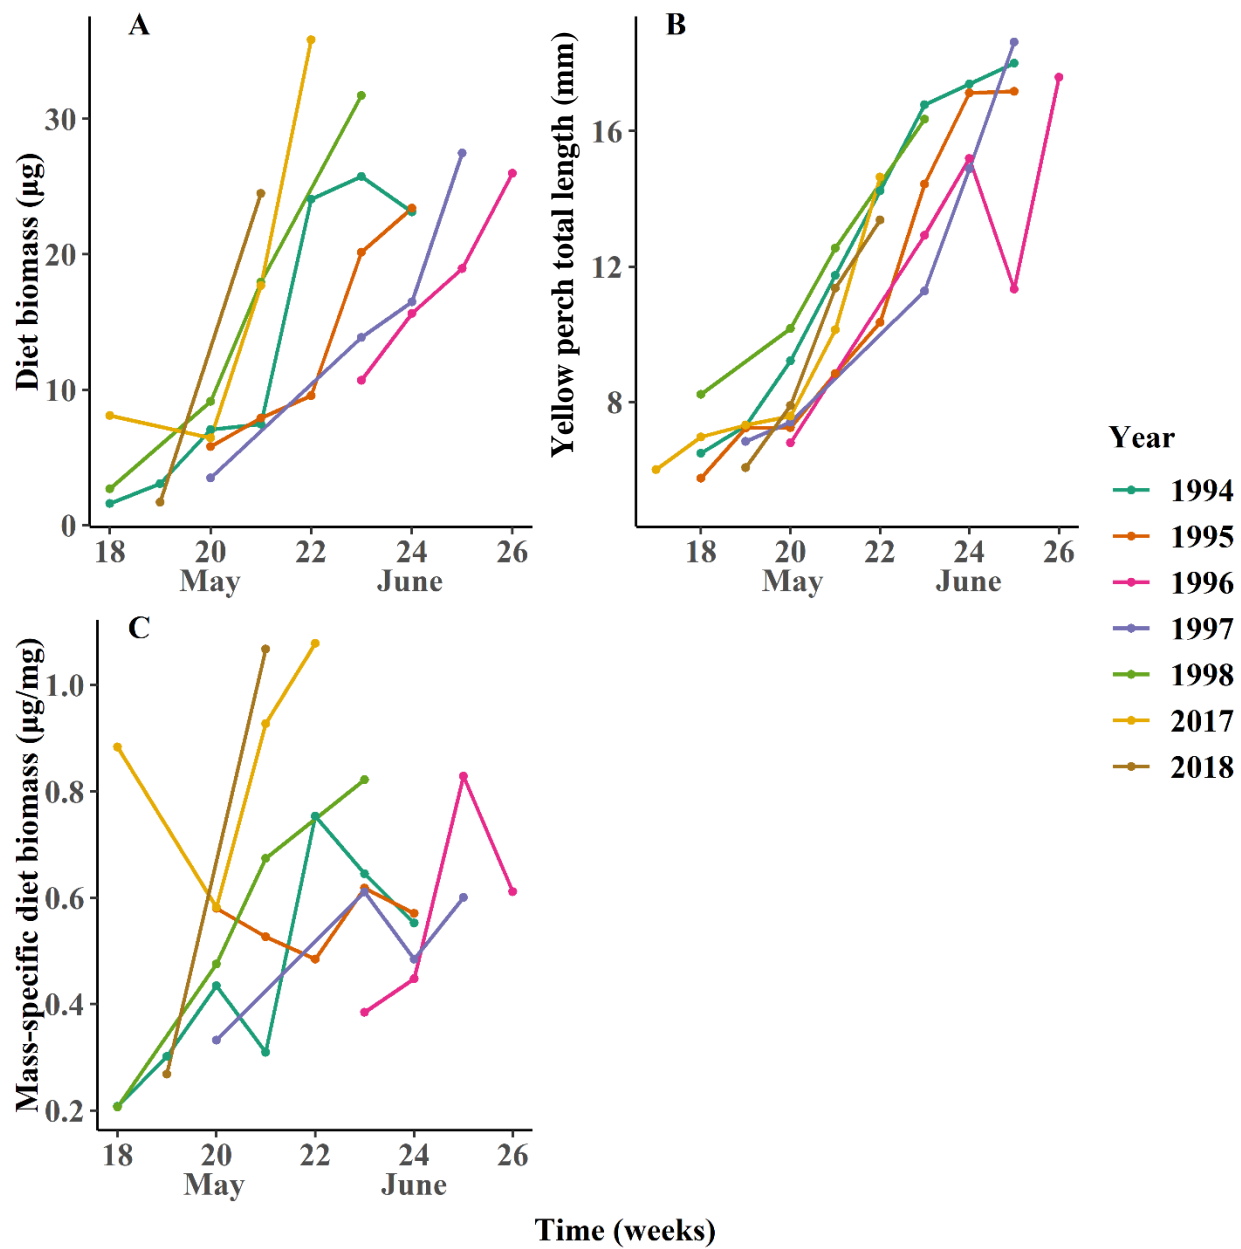 A
Diet biomass (µg)
30
20
10
0
18 20 22 24 26
May June
B
Yellow perch total length (mm)
16
12
8
18 20 22 24 26
May June
Year
1994
1995
1996
1997
1998
2017
2018
C
Mass-specific diet biomass (µg/mg)
1.0
0.8
0.6
0.4
0.2
18 20 22 24 26
May June
Time (weeks)